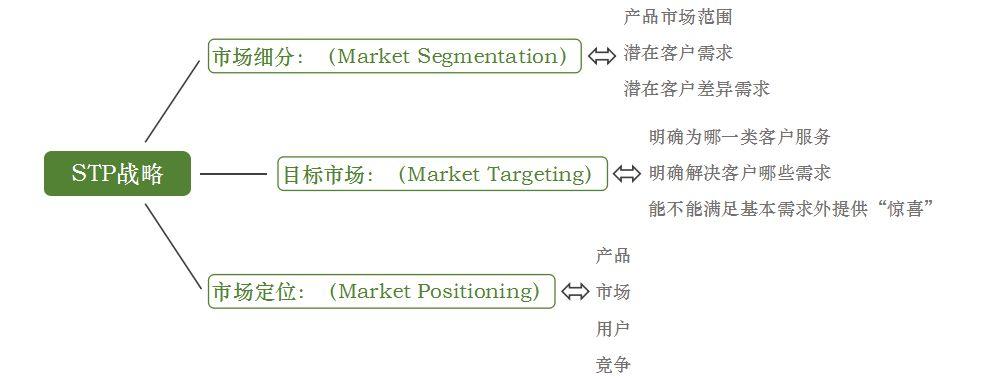 STP战略
市场细分：（Market Segmentation）
产品市场范围
潜在客户需求
潜在客户差异需求
目标市场：（Market Targeting）
明确为哪一类客户服务
明确解决客户哪些需求
能不能满足基本需求外提供“惊喜”
市场定位：（Market Positioning）
产品
市场
用户
竞争